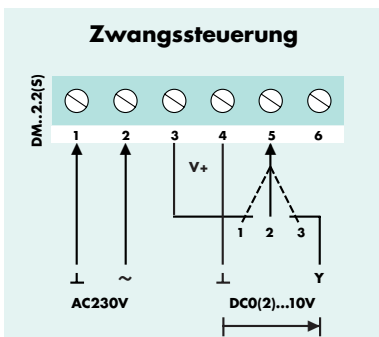 Zwangssteuerung
DM..2.2(S)
1 2 3 4 5 6
V+
1 2 3
⊥ ~ ⊥ Y
AC230V DC0(2)...10V